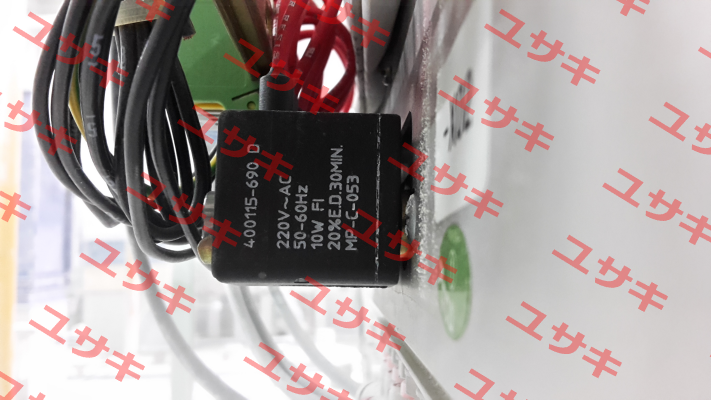 400115-690 D
220V~AC
50-60Hz
10W FI
20%E.D.30MIN.
MP-C-053
ユサキ